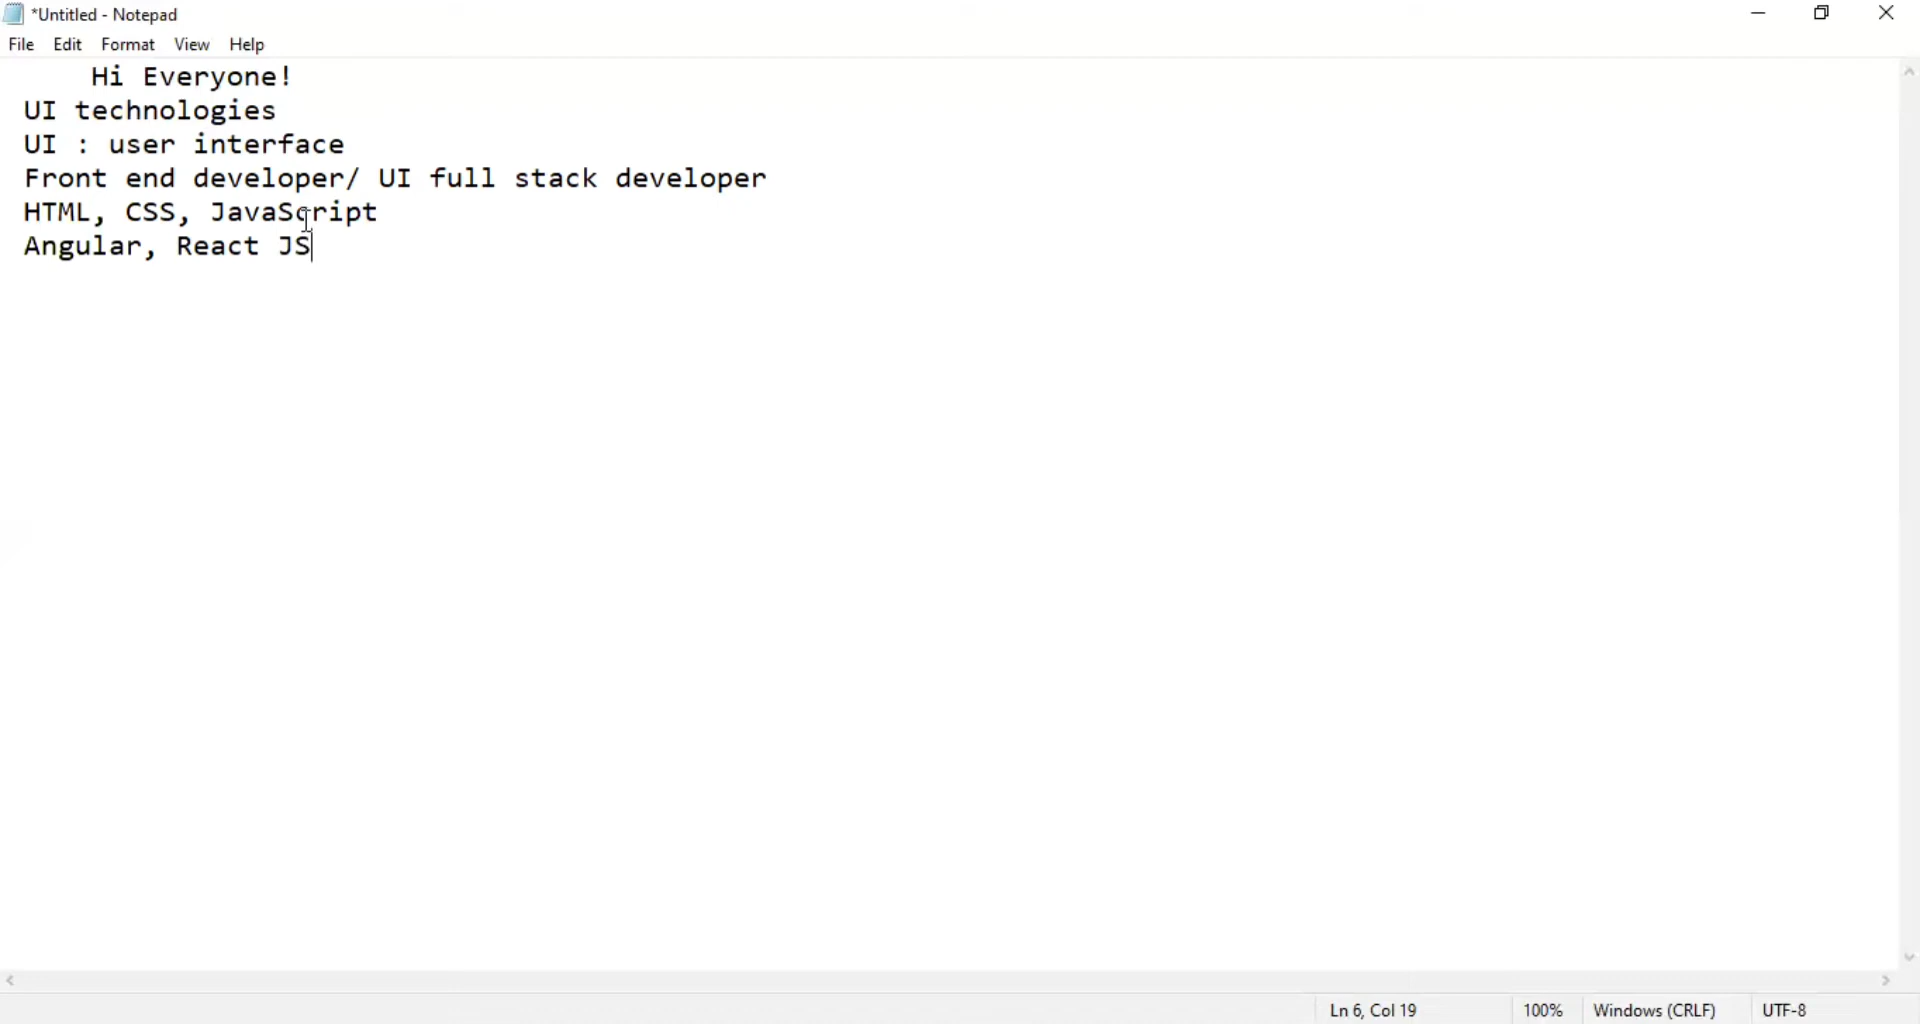 *Untitled - Notepad
File Edit Format View Help
Hi Everyone!
UI technologies
UI : user interface
Front end developer/ UI full stack developer
HTML, CSS, JavaScript
Angular, React JS
Ln 6, Col 19 100% Windows (CRLF) UTF-8